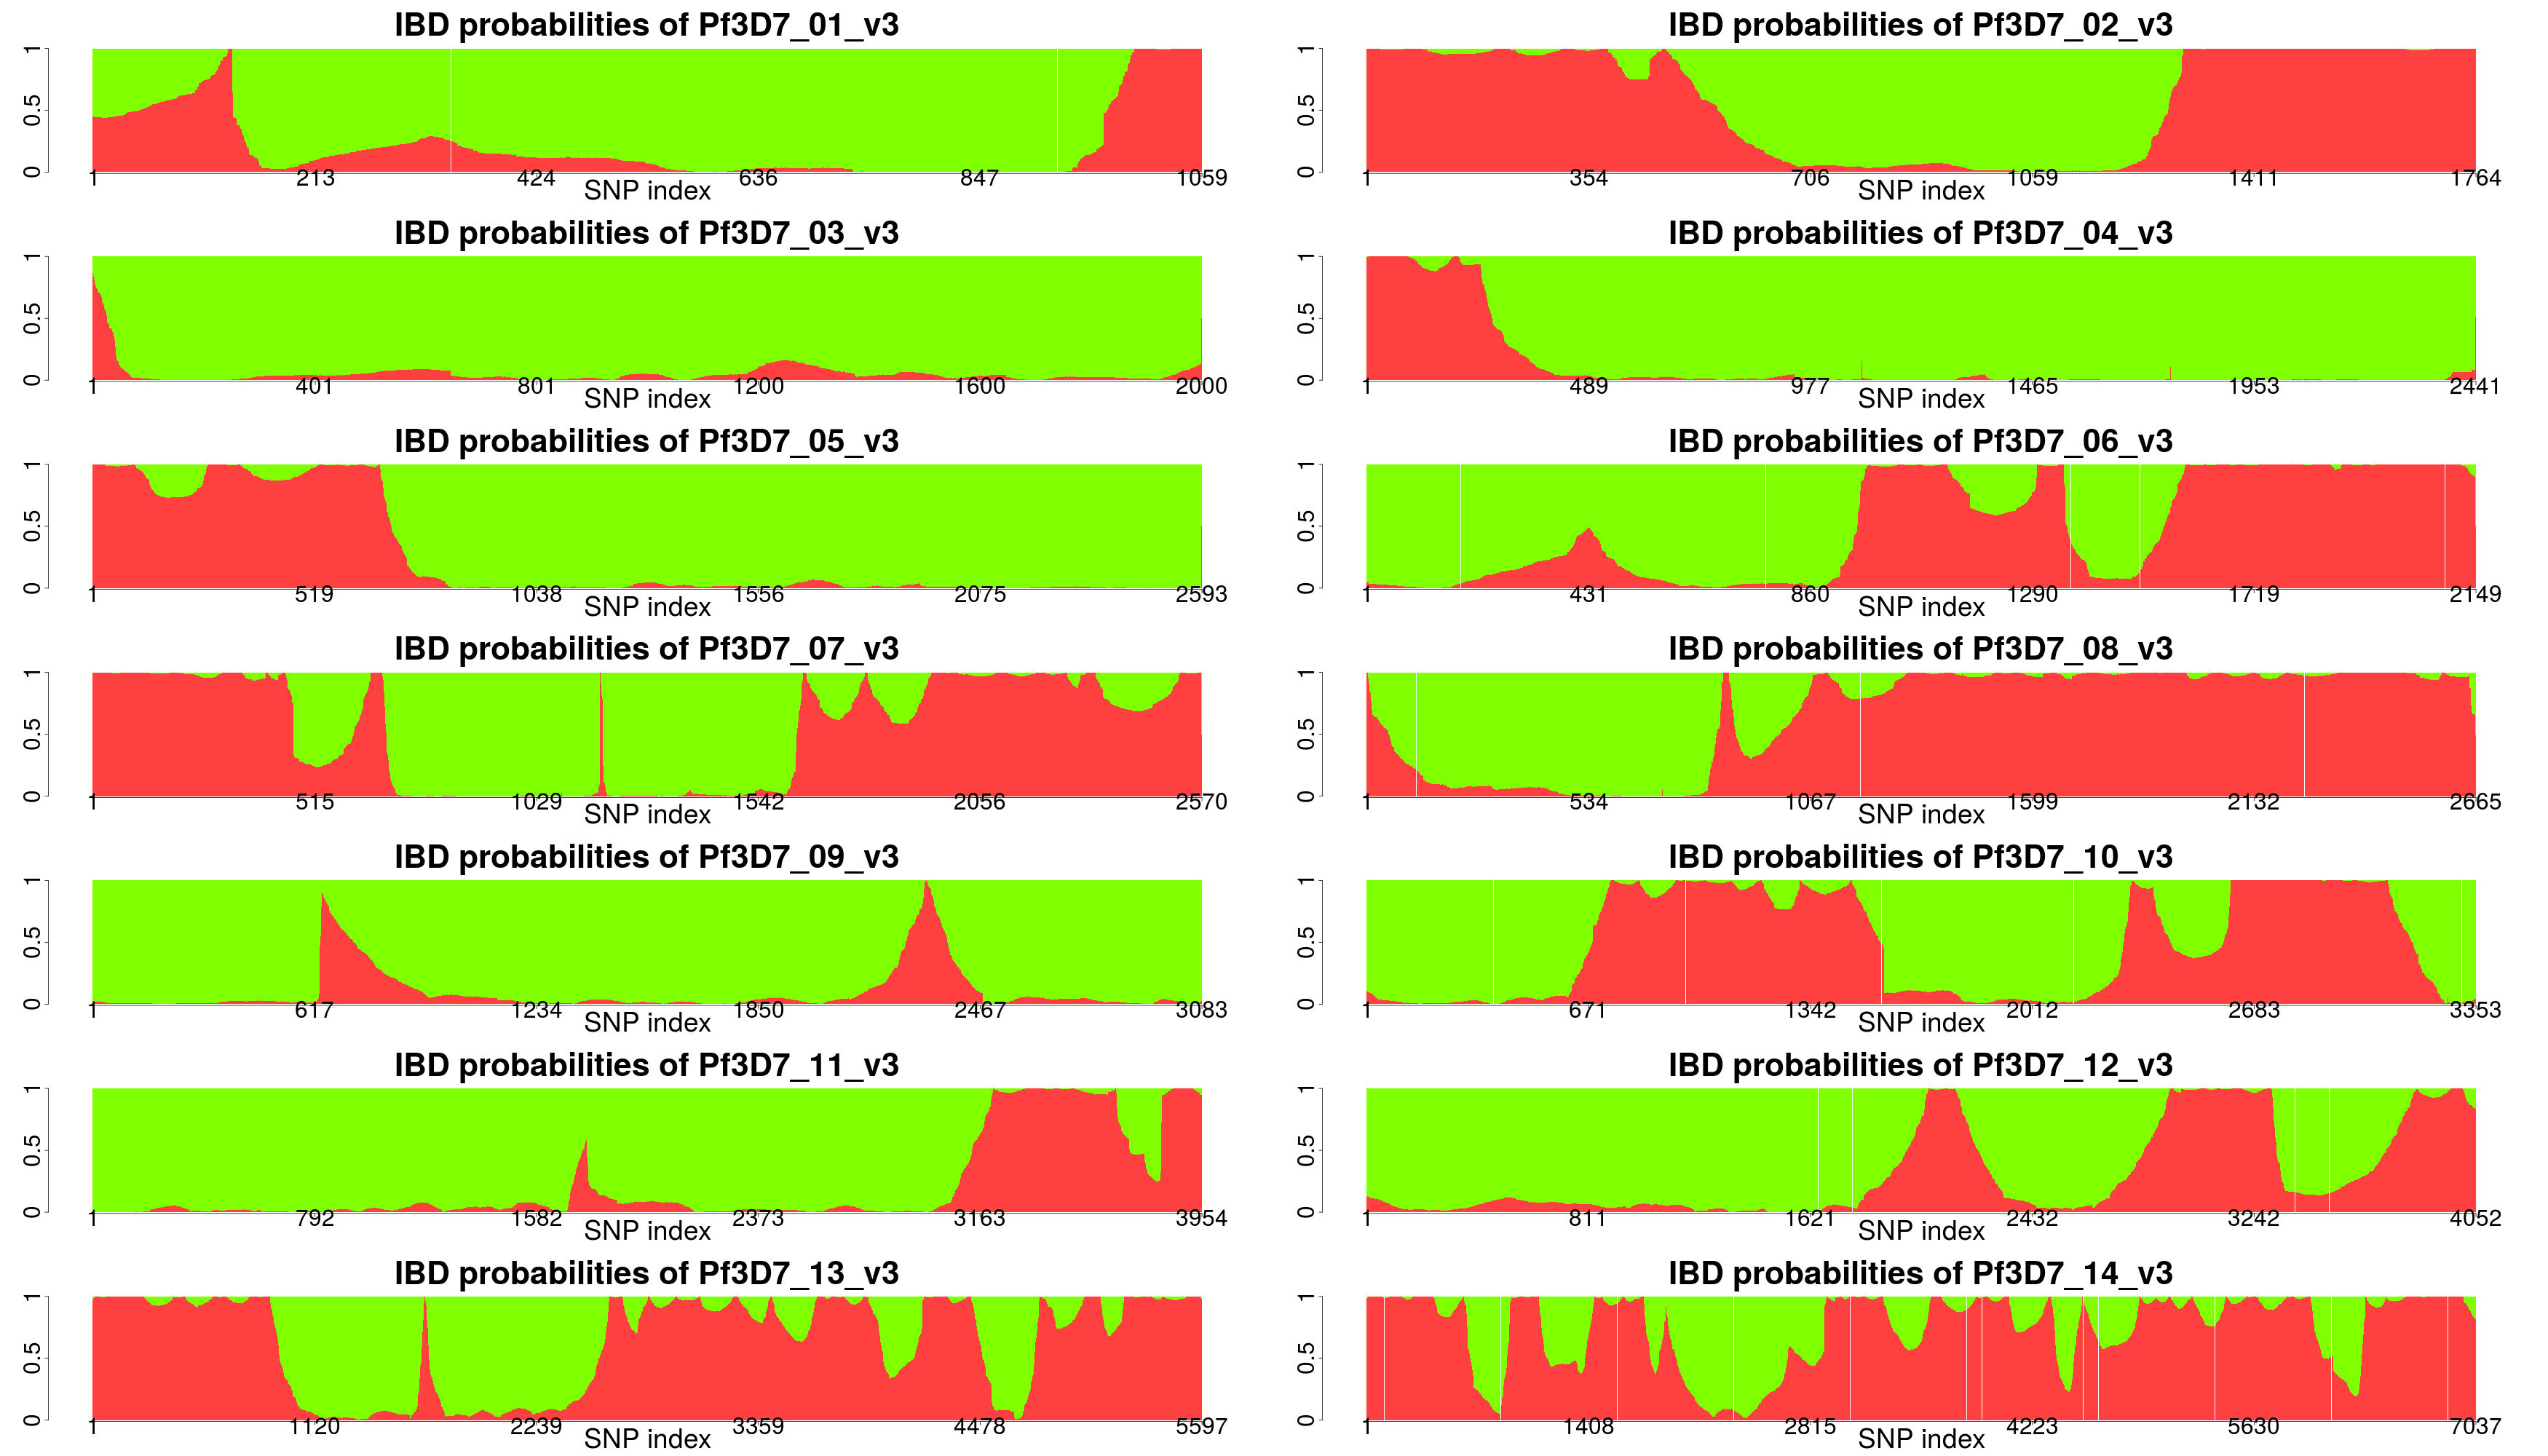 IBD probabilities of Pf3D7_01_v3
0 0.5 1
1 213 424 636 847 1059
SNP index
IBD probabilities of Pf3D7_02_v3
0 0.5 1
1 354 706 1059 1411 1764
SNP index
IBD probabilities of Pf3D7_03_v3
0 0.5 1
1 401 801 1200 1600 2000
SNP index
IBD probabilities of Pf3D7_04_v3
0 0.5 1
1 489 977 1465 1953 2441
SNP index
IBD probabilities of Pf3D7_05_v3
0 0.5 1
1 519 1038 1556 2075 2593
SNP index
IBD probabilities of Pf3D7_06_v3
0 0.5 1
1 431 860 1290 1719 2149
SNP index
IBD probabilities of Pf3D7_07_v3
0 0.5 1
1 515 1029 1542 2056 2570
SNP index
IBD probabilities of Pf3D7_08_v3
0 0.5 1
1 534 1067 1599 2132 2665
SNP index
IBD probabilities of Pf3D7_09_v3
0 0.5 1
1 617 1234 1850 2467 3083
SNP index
IBD probabilities of Pf3D7_10_v3
0 0.5 1
1 671 1342 2012 2683 3353
SNP index
IBD probabilities of Pf3D7_11_v3
0 0.5 1
1 792 1582 2373 3163 3954
SNP index
IBD probabilities of Pf3D7_12_v3
0 0.5 1
1 811 1621 2432 3242 4052
SNP index
IBD probabilities of Pf3D7_13_v3
0 0.5 1
1 1120 2239 3359 4478 5597
SNP index
IBD probabilities of Pf3D7_14_v3
0 0.5 1
1 1408 2815 4223 5630 7037
SNP index